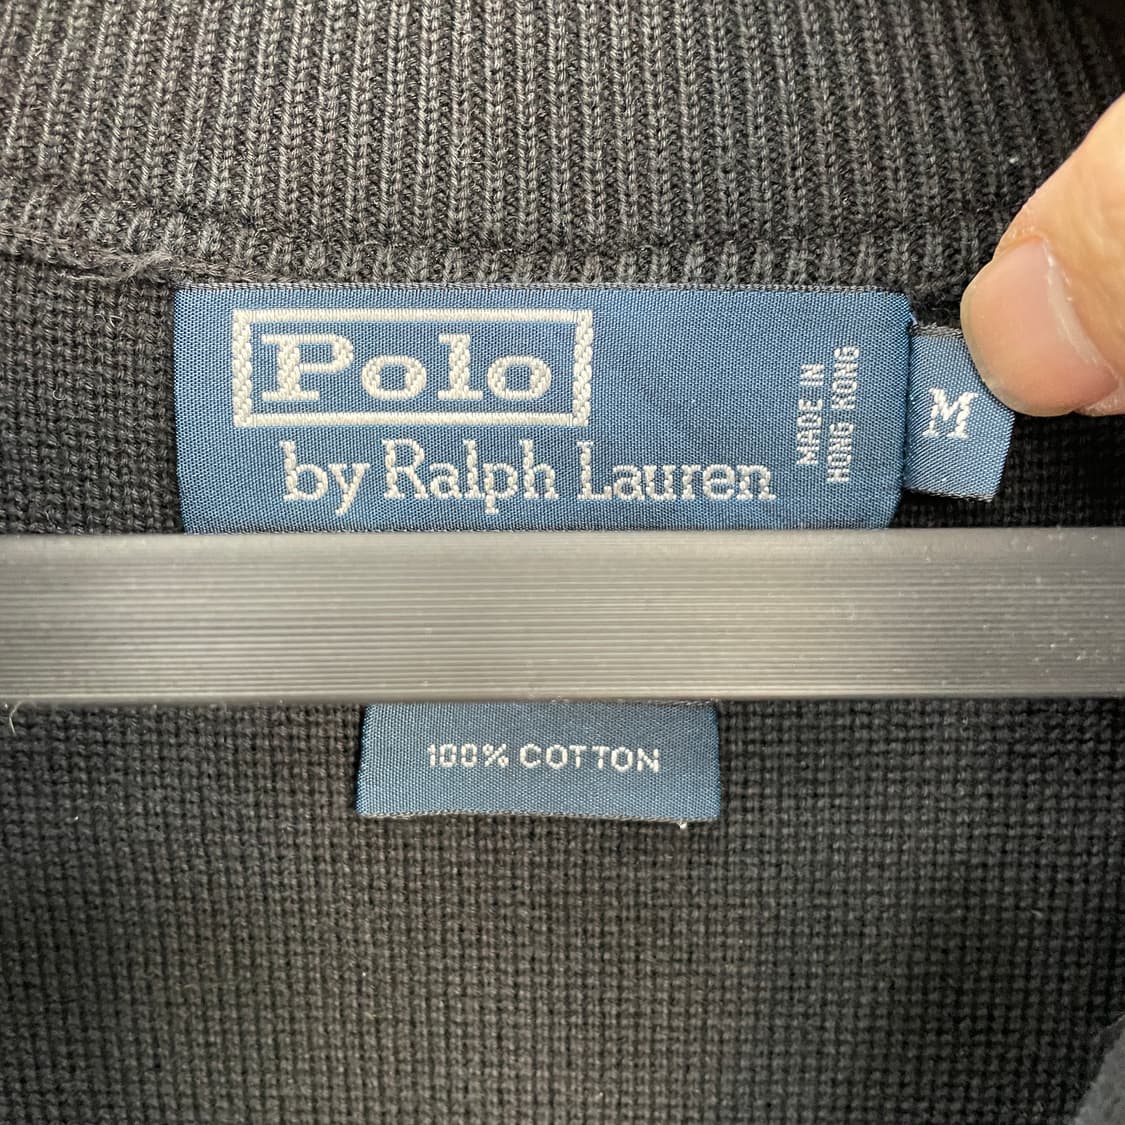 Polo
by Ralph Lauren
MADE IN
HONG KONG
M
100% COTTON